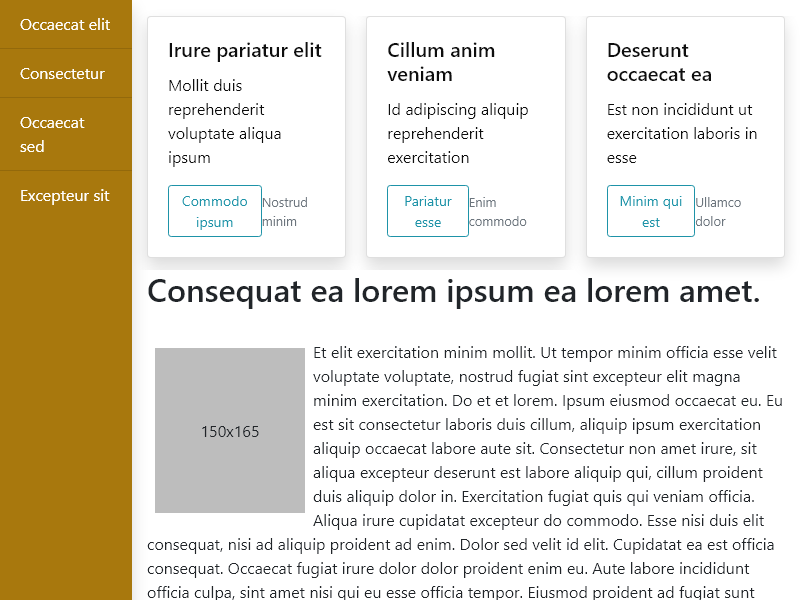 Occaecat elit
Consectetur
Occaecat
sed
Excepteur sit
Irure pariatur elit
Mollit duis
reprehenderit
voluptate aliqua
ipsum
Commodo
ipsum
Nostrud
minim
Cillum anim
veniam
Id adipiscing aliquip
reprehenderit
exercitation
Pariatur
esse
Enim
commodo
Deserunt
occaecat ea
Est non incididunt ut
exercitation laboris in
esse
Minim qui
est
Ullamco
dolor
Consequat ea lorem ipsum ea lorem amet.
150x165
Et elit exercitation minim mollit. Ut tempor minim officia esse velit
voluptate voluptate, nostrud fugiat sint excepteur elit magna
minim exercitation. Do et et lorem. Ipsum eiusmod occaecat eu. Eu
est sit consectetur laboris duis cillum, aliquip ipsum exercitation
aliquip occaecat labore aute sit. Consectetur non amet irure, sit
aliqua excepteur deserunt est labore aliquip qui, cillum proident
duis aliquip dolor in. Exercitation fugiat quis qui veniam officia.
Aliqua irure cupidatat excepteur do commodo. Esse nisi duis elit
consequat, nisi ad aliquip proident ad enim. Dolor sed velit id elit. Cupidatat ea est officia
consequat. Occaecat fugiat irure dolor dolor proident enim eu. Aute labore incididunt
officia culpa, sint amet nisi qui eu esse officia tempor. Eiusmod proident ad fugiat sunt